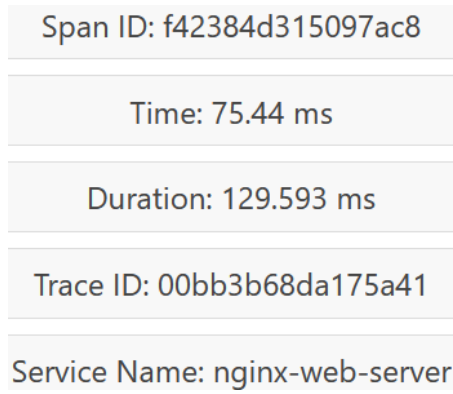 Span ID: f42384d315097ac8
Time: 75.44 ms
Duration: 129.593 ms
Trace ID: 00bb3b68da175a41
Service Name: nginx-web-server